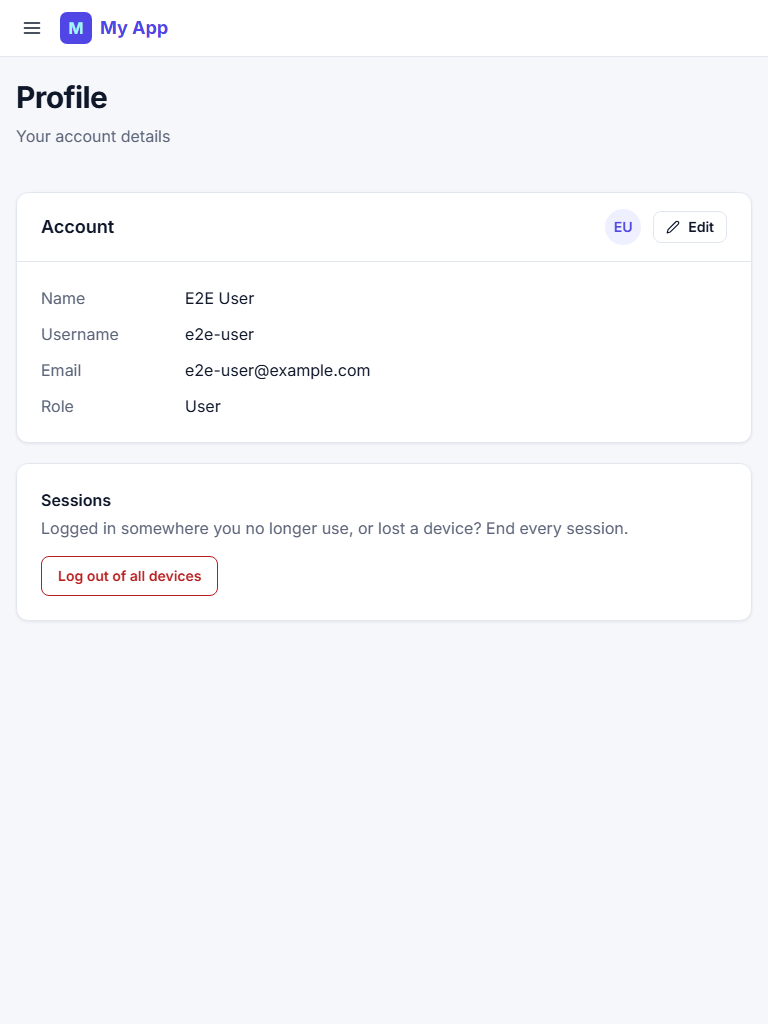 M My App
Profile
Your account details
Account EU Edit
Name E2E User
Username e2e-user
Email e2e-user@example.com
Role User
Sessions
Logged in somewhere you no longer use, or lost a device? End every session.
Log out of all devices